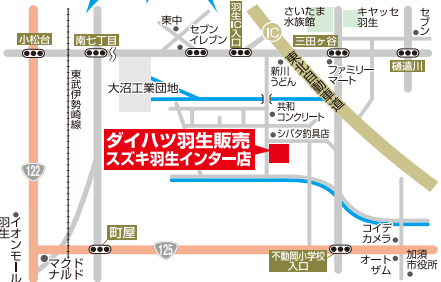 小松台
南七丁目
東中
セブン
イレブン
羽生
IC
入口
IC
さいたま
水族館
キヤッセ
羽生
三田ヶ谷
セブン
樋遣川
東武伊勢崎線
大沼工業団地
新川
うどん
ファミリー
マート
東北自動車道
共和
コンクリート
シバタ釣具店
ダイハツ羽生販売
スズキ羽生インター店
122
イオンモール
羽生
町屋
マクド
ナルド
125
不動岡小学校
入口
コイデ
カメラ
オート
ザム
加須
市役所